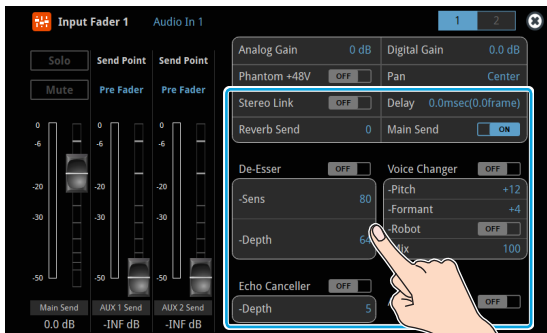 Input Fader 1 Audio In 1 1 2
Solo Send Point Send Point
Mute Pre Fader Pre Fader
0 0 0
-6 -6 -6
-20 -20 -20
-30 -30 -30
-50 -50 -50
Main Send AUX 1 Send AUX 2 Send
0.0 dB -INF dB -INF dB
Analog Gain 0 dB Digital Gain 0.0 dB
Phantom +48V OFF Pan Center
Stereo Link OFF Delay 0.0msec(0.0frame)
Reverb Send 0 Main Send ON
De-Esser OFF Voice Changer OFF
-Sens 80
-Depth 64
-Pitch +12
-Formant +4
-Robot OFF
100
Echo Canceller OFF
-Depth 5
OFF